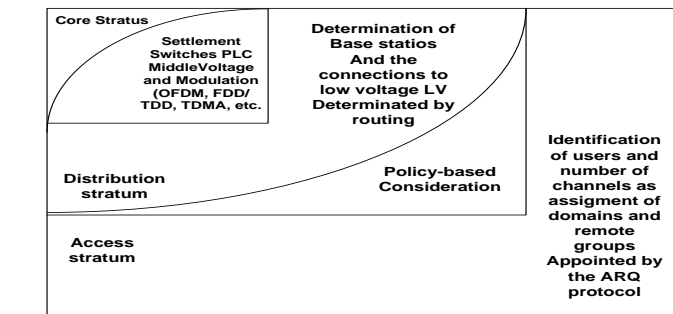 Core Stratus
Settlement
Switches PLC
MiddleVoltage
and Modulation
(OFDM, FDD/
TDD, TDMA, etc.
Determination of
Base statios
And the
connections to
low voltage LV
Determinated by
routing
Distribution
stratum
Policy-based
Consideration
Access
stratum
Identification
of users and
number of
channels as
assigment of
domains and
remote
groups
Appointed by
the ARQ
protocol